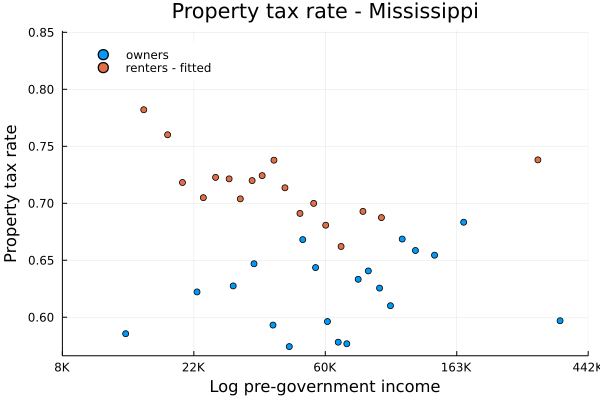 Property tax rate - Mississippi
owners
renters - fitted
Property tax rate
0.85
0.80
0.75
0.70
0.65
0.60
8K 22K 60K 163K 442K
Log pre-government income